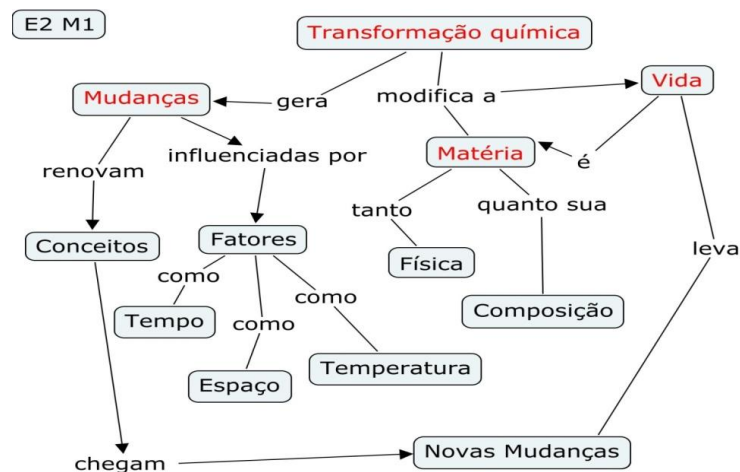 E2 M1
Transformação química
Mudanças
gera
modifica a
Vida
influenciadas por
Matéria
é
renovam
tanto
quanto sua
Conceitos
Fatores
Física
leva
como
como
como
Tempo
Composição
Espaço
Temperatura
chegam
Novas Mudanças